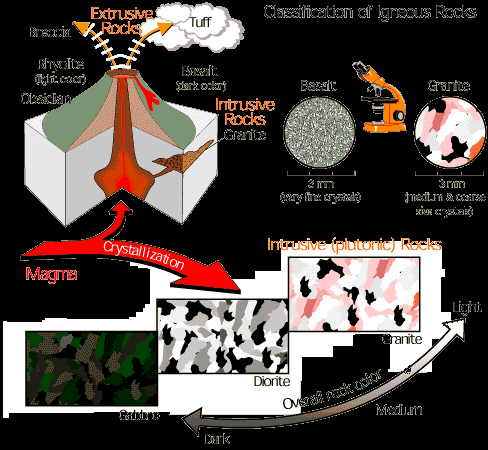 Classification of Igneous Rocks
Extrusive
Rocks
Breccia
Tuff
Rhyolite
(light color)
Basalt
(dark color)
Obsidian
Intrusive
Rocks
Granite
Basalt
Granite
3 mm
(very fine crystals)
3 mm
(medium & coarse
size crystals)
Crystallization
Magma
Intrusive (plutonic) Rocks
Light
Granite
Diorite
Gabbro
Overall rock color
Medium
Dark